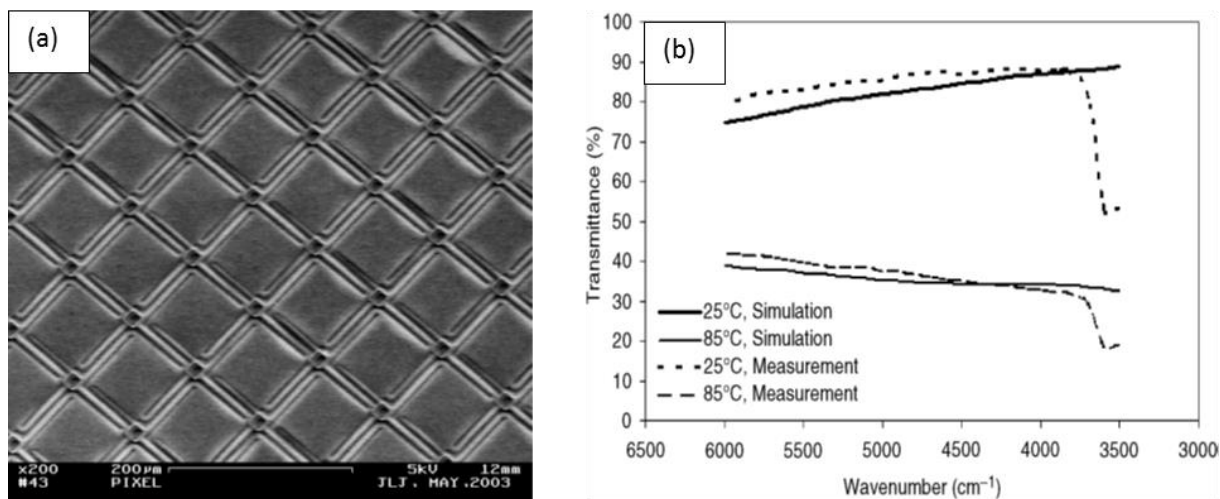 (a)
x200 200µm 5kV 12mm
#43 PIXEL JLJ. MAY.2003
(b)
Transmittance (%)
100
90
80
70
60
50
40
30
20
10
0
25°C, Simulation
85°C, Simulation
25°C, Measurement
85°C, Measurement
6500 6000 5500 5000 4500 4000 3500 3000
Wavenumber (cm⁻¹)